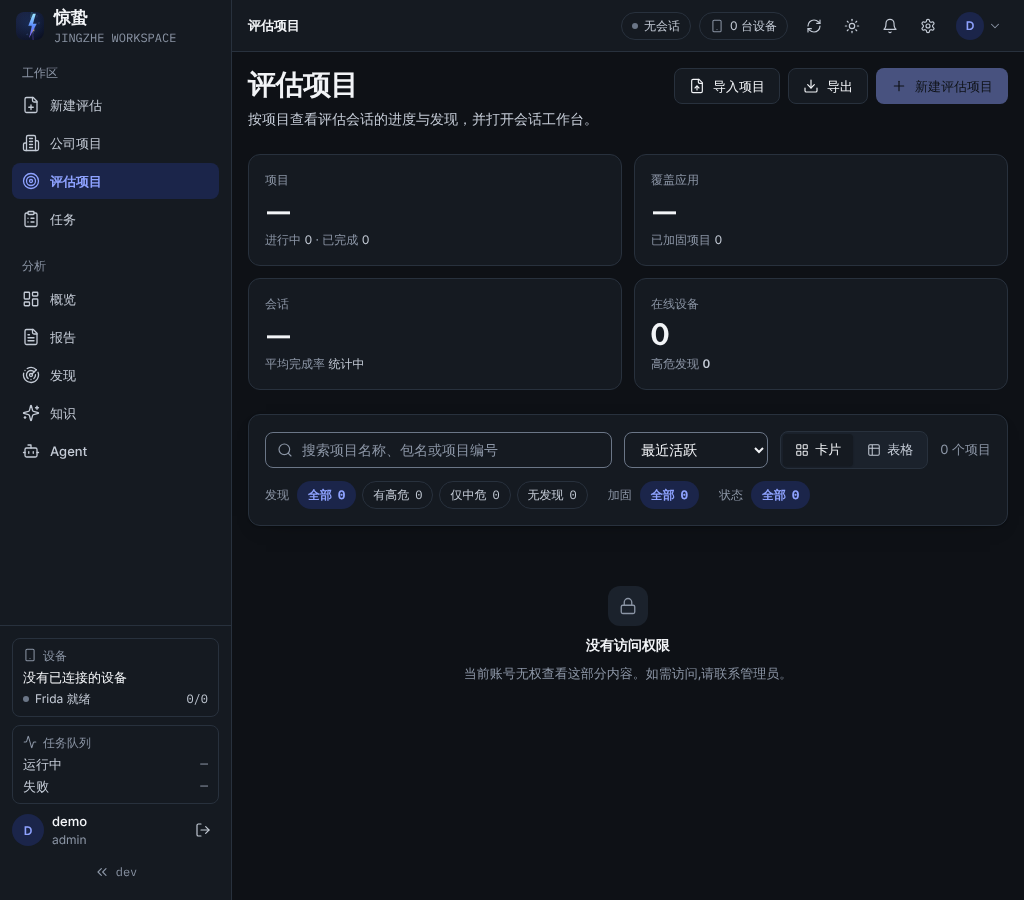 惊蛰
JINGZHE WORKSPACE
工作区
新建评估
公司项目
评估项目
任务
分析
概览
报告
发现
知识
Agent
设备
没有已连接的设备
Frida 就绪 0/0
任务队列
运行中 —
失败 —
D
demo
admin
dev
评估项目
无会话
0 台设备
D
评估项目
导入项目
导出
新建评估项目
按项目查看评估会话的进度与发现，并打开会话工作台。
项目
—
进行中 0 · 已完成 0
覆盖应用
—
已加固项目 0
会话
—
平均完成率 统计中
在线设备
0
高危发现 0
搜索项目名称、包名或项目编号
最近活跃
卡片
表格
0 个项目
发现 全部 0 有高危 0 仅中危 0 无发现 0 加固 全部 0 状态 全部 0
没有访问权限
当前账号无权查看这部分内容。如需访问,请联系管理员。